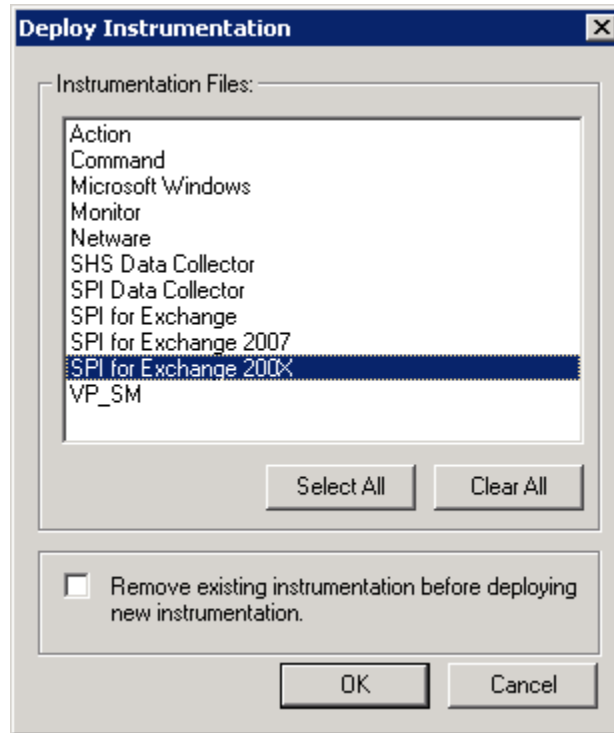 Deploy Instrumentation
Instrumentation Files:
Action
Command
Microsoft Windows
Monitor
Netware
SHS Data Collector
SPI Data Collector
SPI for Exchange
SPI for Exchange 2007
SPI for Exchange 200X
VP_SM
Select All
Clear All
Remove existing instrumentation before deploying
new instrumentation.
OK
Cancel